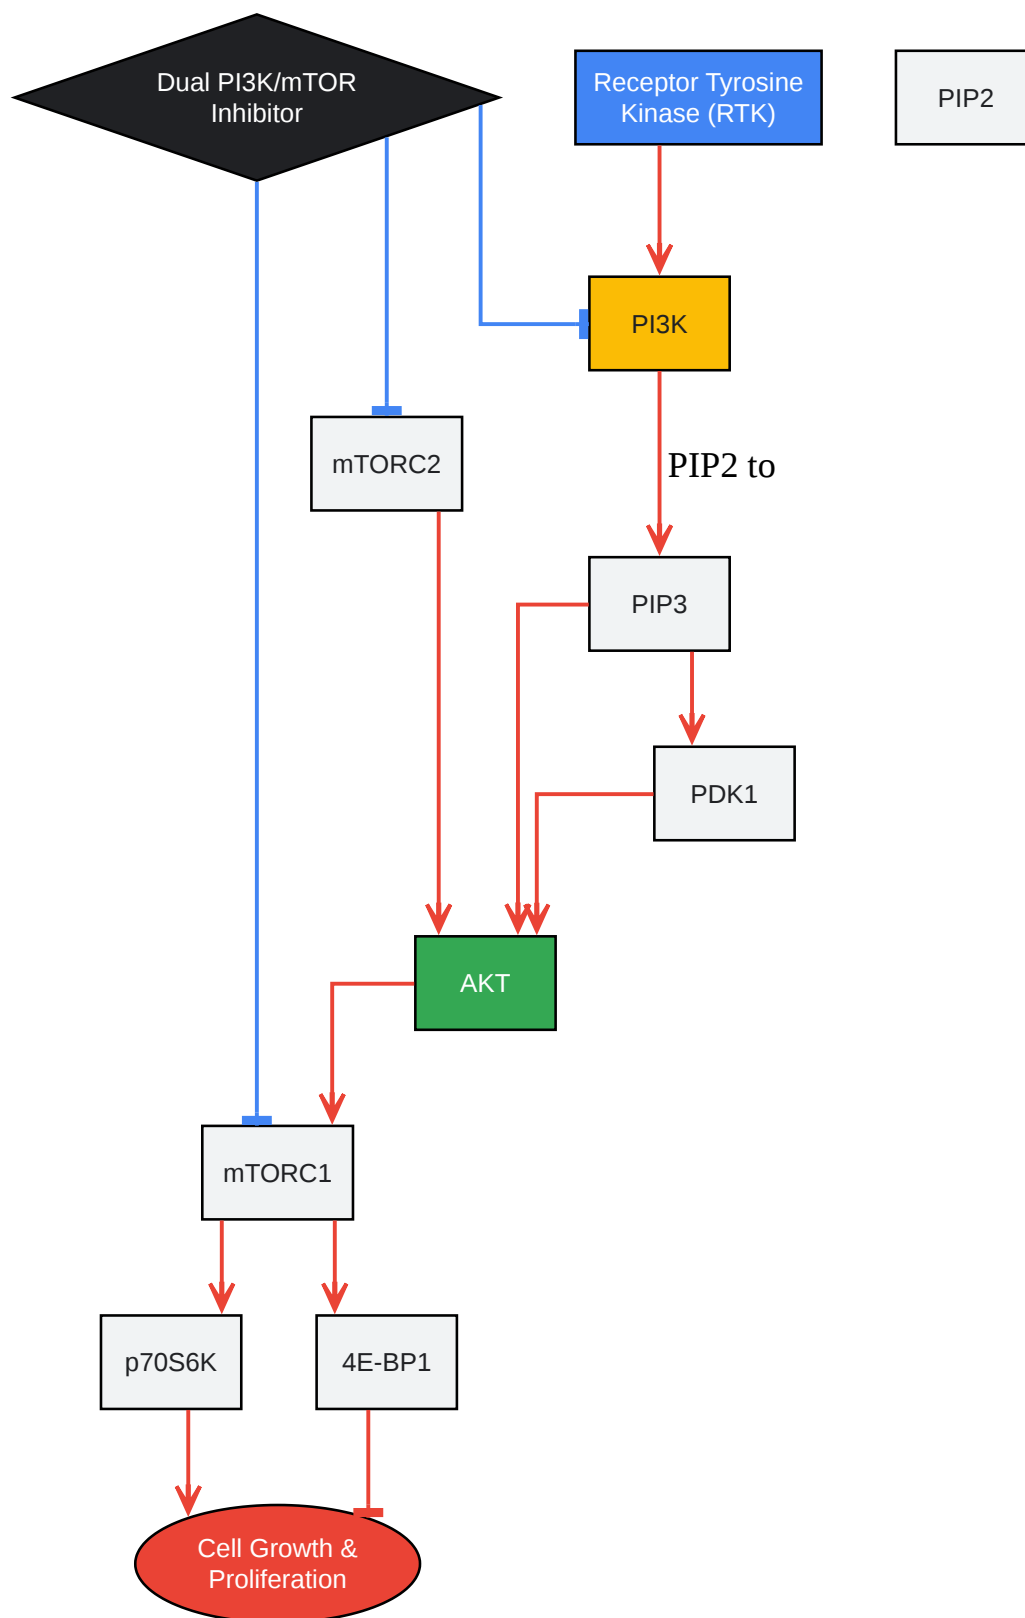 Dual PI3K/mTOR
Inhibitor
Receptor Tyrosine
Kinase (RTK)
PIP2
PI3K
mTORC2
PIP2 to
PIP3
PDK1
AKT
mTORC1
p70S6K
4E-BP1
Cell Growth &
Proliferation